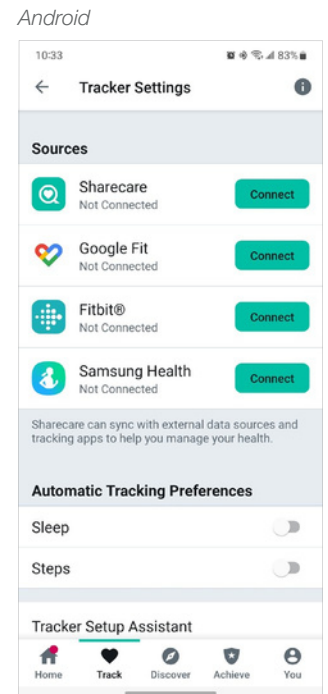 Android
10:33
83%
Tracker Settings
Sources
Sharecare
Not Connected
Connect
Google Fit
Not Connected
Connect
Fitbit®
Not Connected
Connect
Samsung Health
Not Connected
Connect
Sharecare can sync with external data sources and
tracking apps to help you manage your health.
Automatic Tracking Preferences
Sleep
Steps
Tracker Setup Assistant
Home
Track
Discover
Achieve
You